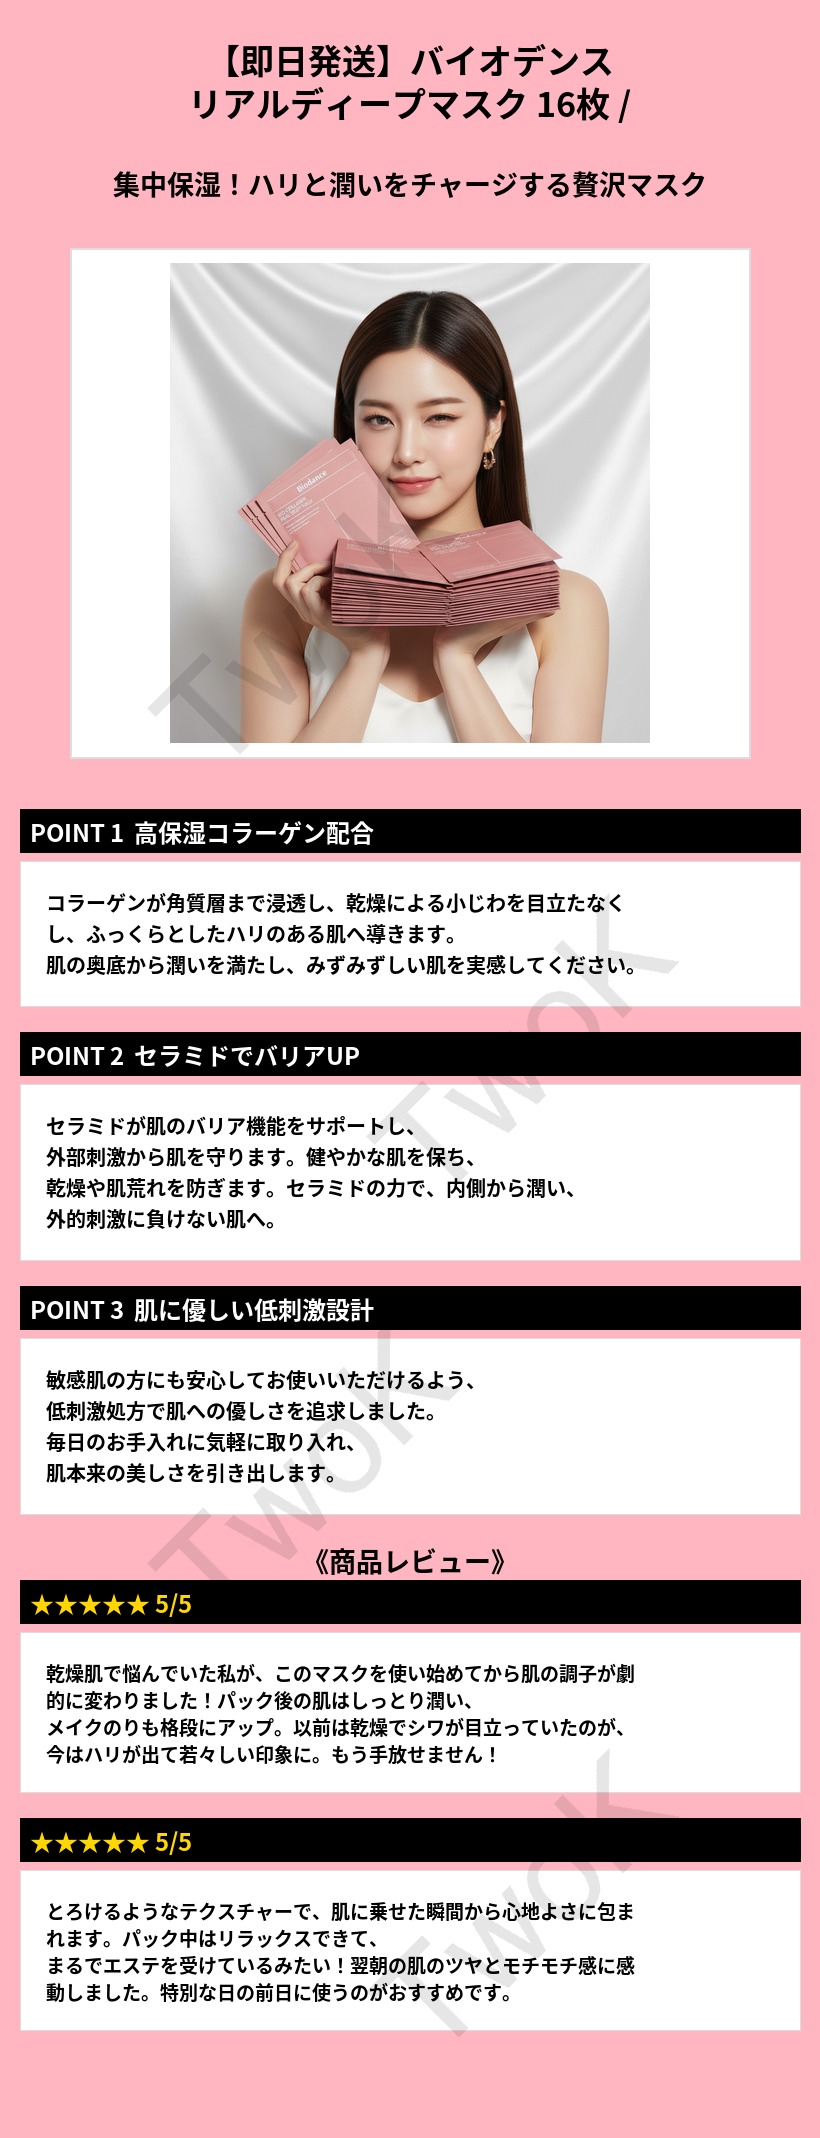 【即日発送】バイオデンス
リアルディープマスク 16枚 /
集中保湿！ハリと潤いをチャージする贅沢マスク
Biodance
TwoK
POINT 1 高保湿コラーゲン配合
コラーゲンが角質層まで浸透し、乾燥による小じわを目立たなく
し、ふっくらとしたハリのある肌へ導きます。
肌の奥底から潤いを満たし、みずみずしい肌を実感してください。
TwoK
POINT 2 セラミドでバリアUP
セラミドが肌のバリア機能をサポートし、
外部刺激から肌を守ります。健やかな肌を保ち、
乾燥や肌荒れを防ぎます。セラミドの力で、内側から潤い、
外的刺激に負けない肌へ。
POINT 3 肌に優しい低刺激設計
敏感肌の方にも安心してお使いいただけるよう、
低刺激処方で肌への優しさを追求しました。
毎日のお手入れに気軽に取り入れ、
肌本来の美しさを引き出します。
TwoK
《商品レビュー》
★★★★★ 5/5
乾燥肌で悩んでいた私が、このマスクを使い始めてから肌の調子が劇
的に変わりました！パック後の肌はしっとり潤い、
メイクのりも格段にアップ。以前は乾燥でシワが目立っていたのが、
今はハリが出て若々しい印象に。もう手放せません！
★★★★★ 5/5
とろけるようなテクスチャーで、肌に乗せた瞬間から心地よさに包ま
れます。パック中はリラックスできて、
まるでエステを受けているみたい！翌朝の肌のツヤとモチモチ感に感
動しました。特別な日の前日に使うのがおすすめです。
TwoK